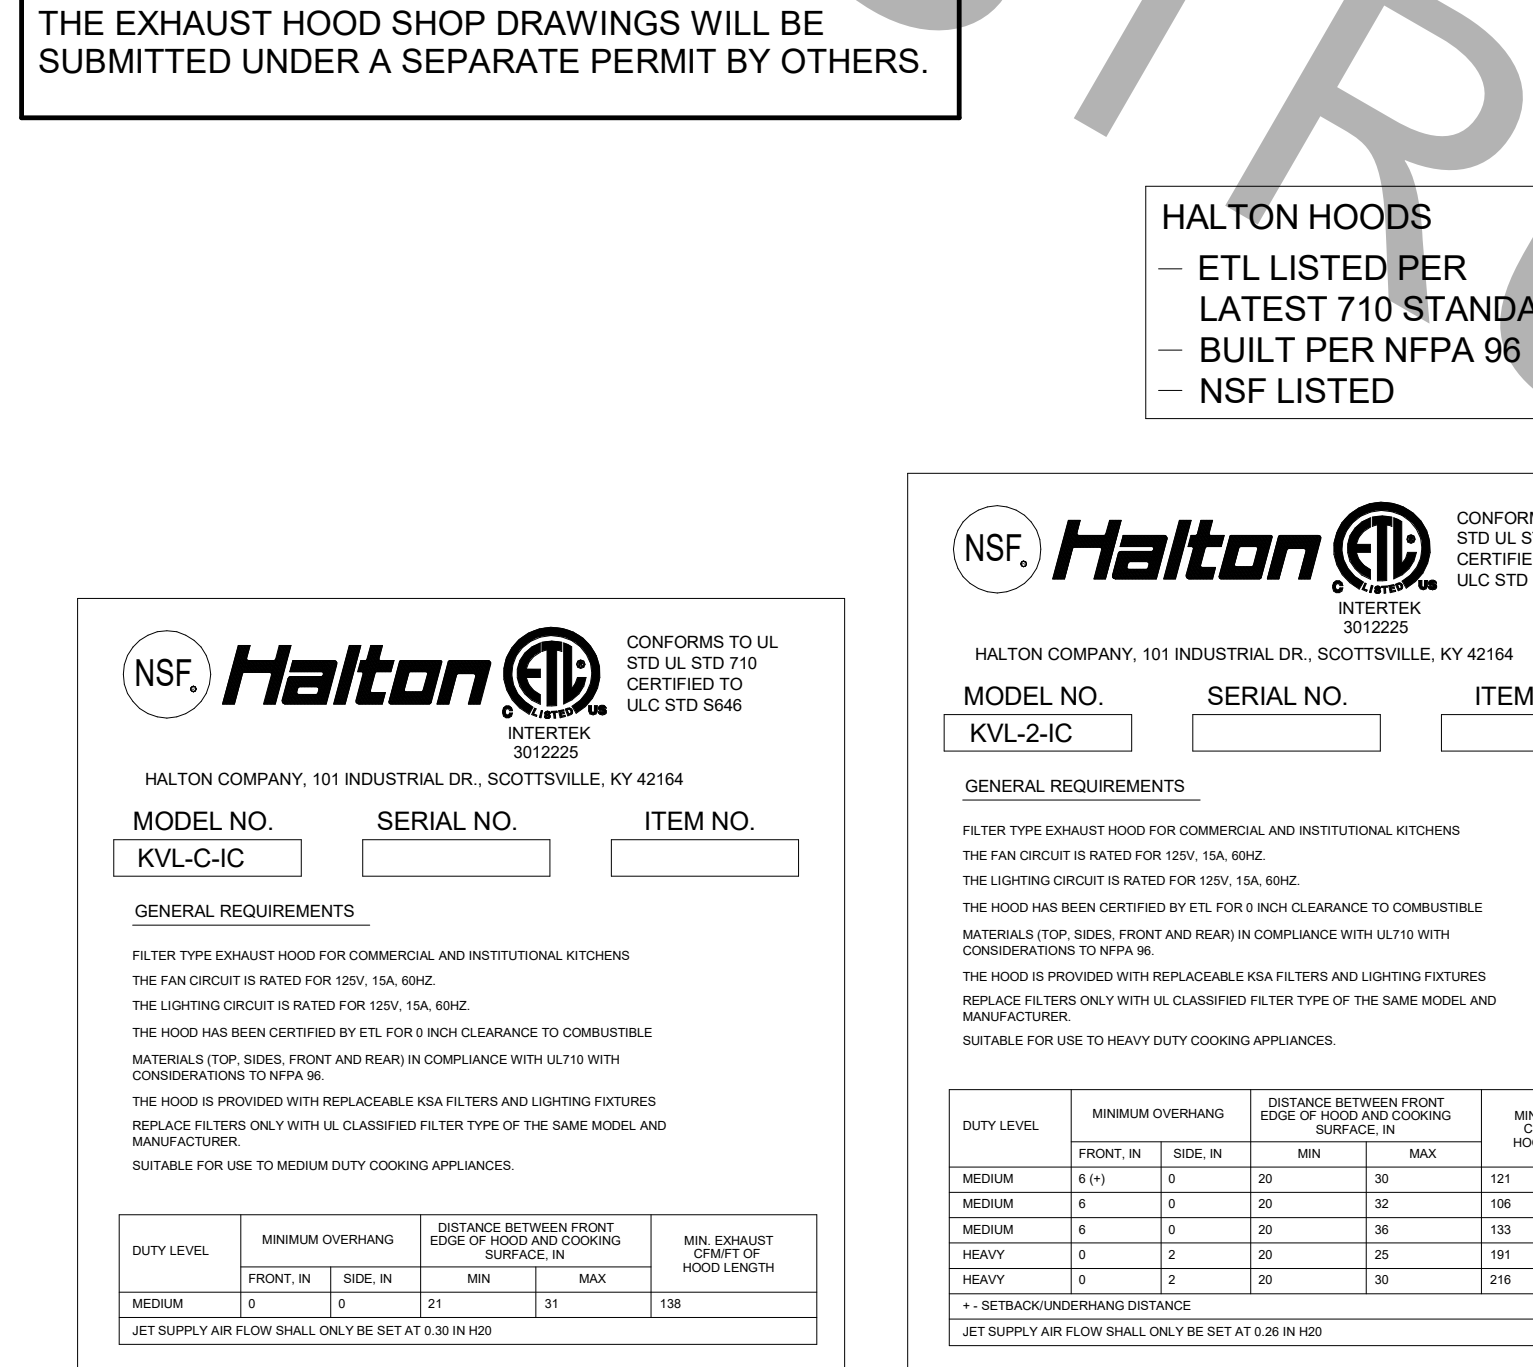 THE EXHAUST HOOD SHOP DRAWINGS WILL BE
SUBMITTED UNDER A SEPARATE PERMIT BY OTHERS.
HALTON HOODS
— ETL LISTED PER
LATEST 710 STANDA
— BUILT PER NFPA 96
— NSF LISTED
NSF Halton ETL
C LISTED US
INTERTEK
3012225
CONFORMS TO UL
STD UL STD 710
CERTIFIED TO
ULC STD S646
HALTON COMPANY, 101 INDUSTRIAL DR., SCOTTSVILLE, KY 42164
MODEL NO. SERIAL NO. ITEM NO.
KVL-C-IC
GENERAL REQUIREMENTS
FILTER TYPE EXHAUST HOOD FOR COMMERCIAL AND INSTITUTIONAL KITCHENS
THE FAN CIRCUIT IS RATED FOR 125V, 15A, 60HZ.
THE LIGHTING CIRCUIT IS RATED FOR 125V, 15A, 60HZ.
THE HOOD HAS BEEN CERTIFIED BY ETL FOR 0 INCH CLEARANCE TO COMBUSTIBLE
MATERIALS (TOP, SIDES, FRONT AND REAR) IN COMPLIANCE WITH UL710 WITH
CONSIDERATIONS TO NFPA 96.
THE HOOD IS PROVIDED WITH REPLACEABLE KSA FILTERS AND LIGHTING FIXTURES
REPLACE FILTERS ONLY WITH UL CLASSIFIED FILTER TYPE OF THE SAME MODEL AND
MANUFACTURER.
SUITABLE FOR USE TO MEDIUM DUTY COOKING APPLIANCES.
DUTY LEVEL
MINIMUM OVERHANG
DISTANCE BETWEEN FRONT
EDGE OF HOOD AND COOKING
SURFACE, IN
MIN. EXHAUST
CFM/FT OF
HOOD LENGTH
FRONT, IN SIDE, IN MIN MAX
MEDIUM 0 0 21 31 138
JET SUPPLY AIR FLOW SHALL ONLY BE SET AT 0.30 IN H20
NSF Halton ETL
C LISTED US
INTERTEK
3012225
CONFORM
STD UL S
CERTIFIE
ULC STD
HALTON COMPANY, 101 INDUSTRIAL DR., SCOTTSVILLE, KY 42164
MODEL NO. SERIAL NO. ITEM
KVL-2-IC
GENERAL REQUIREMENTS
FILTER TYPE EXHAUST HOOD FOR COMMERCIAL AND INSTITUTIONAL KITCHENS
THE FAN CIRCUIT IS RATED FOR 125V, 15A, 60HZ.
THE LIGHTING CIRCUIT IS RATED FOR 125V, 15A, 60HZ.
THE HOOD HAS BEEN CERTIFIED BY ETL FOR 0 INCH CLEARANCE TO COMBUSTIBLE
MATERIALS (TOP, SIDES, FRONT AND REAR) IN COMPLIANCE WITH UL710 WITH
CONSIDERATIONS TO NFPA 96.
THE HOOD IS PROVIDED WITH REPLACEABLE KSA FILTERS AND LIGHTING FIXTURES
REPLACE FILTERS ONLY WITH UL CLASSIFIED FILTER TYPE OF THE SAME MODEL AND
MANUFACTURER.
SUITABLE FOR USE TO HEAVY DUTY COOKING APPLIANCES.
DUTY LEVEL
MINIMUM OVERHANG
DISTANCE BETWEEN FRONT
EDGE OF HOOD AND COOKING
SURFACE, IN
FRONT, IN SIDE, IN MIN MAX
MEDIUM 6 (+) 0 20 30 121
MEDIUM 6 0 20 32 106
MEDIUM 6 0 20 36 133
HEAVY 0 2 20 25 191
HEAVY 0 2 20 30 216
+ - SETBACK/UNDERHANG DISTANCE
JET SUPPLY AIR FLOW SHALL ONLY BE SET AT 0.26 IN H20